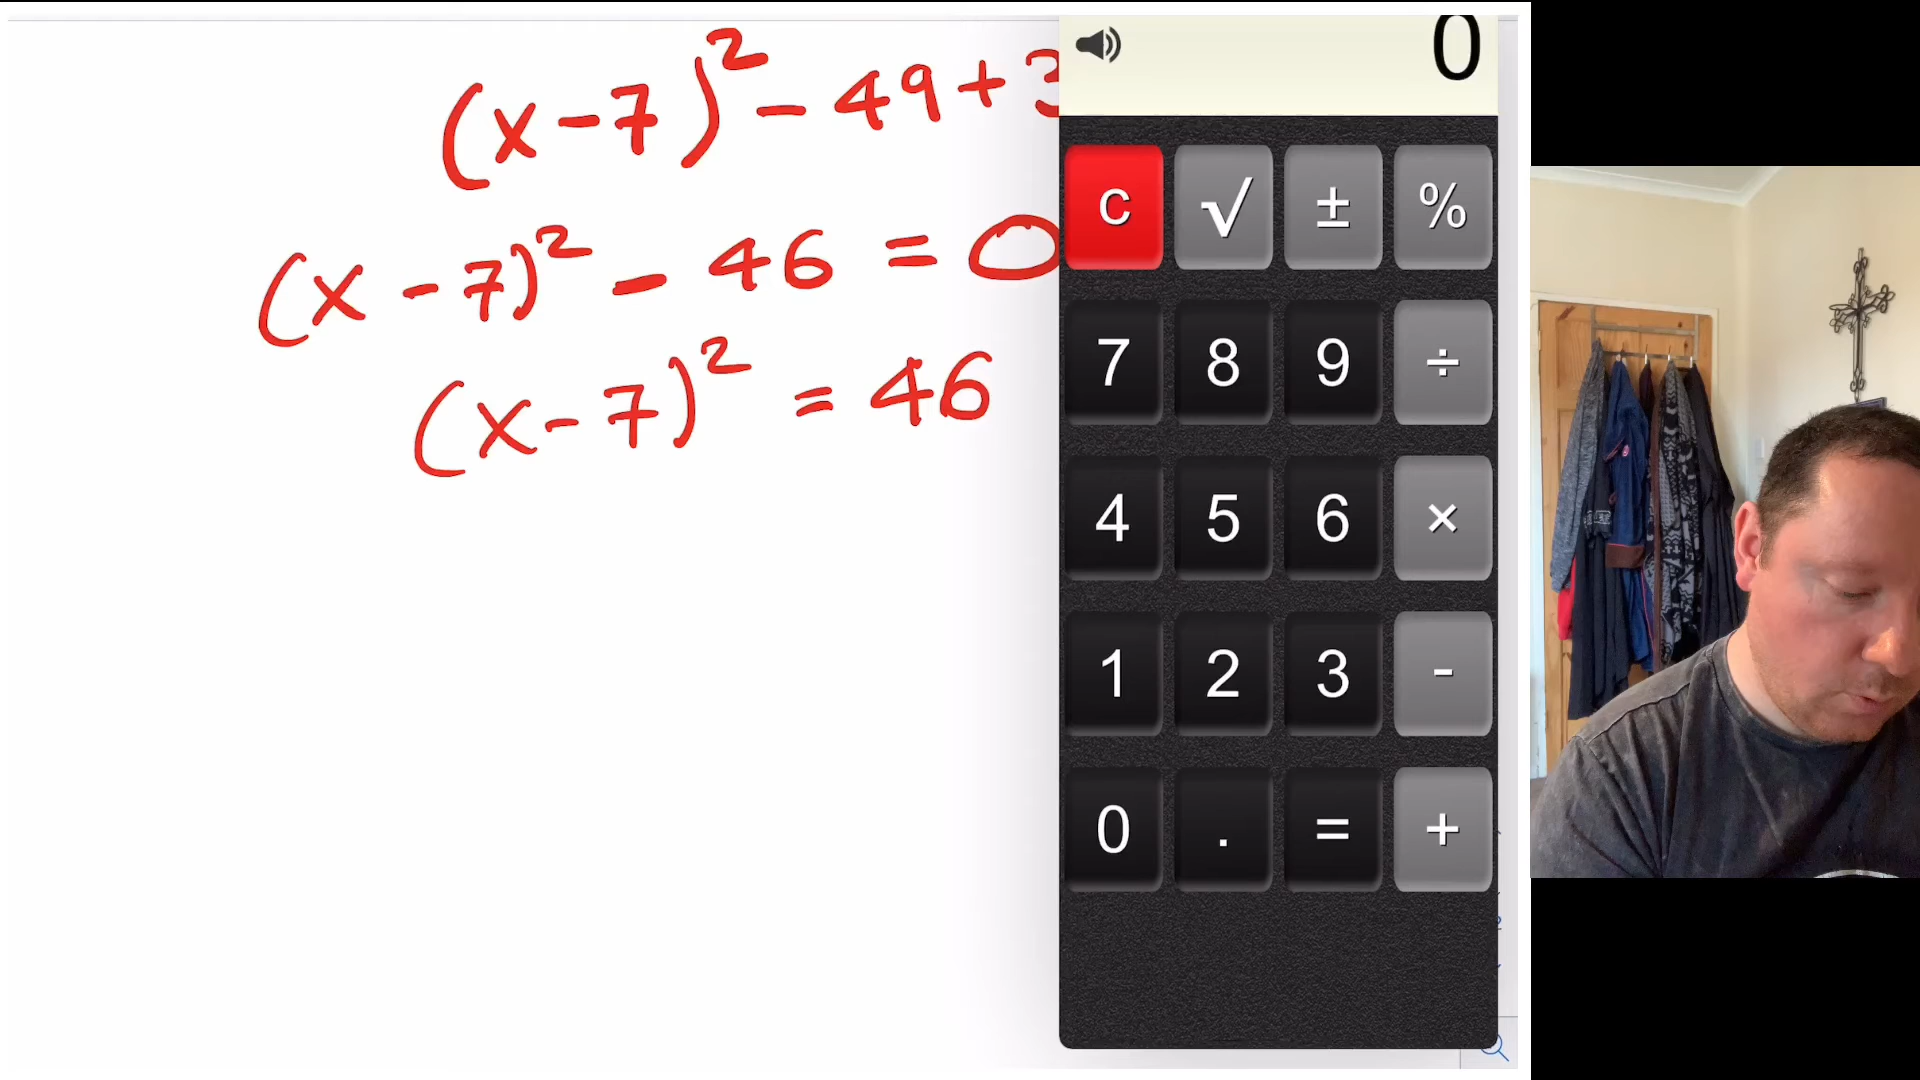 (x-7)² - 49+3
(x-7)² - 46 = 0
(x-7)² = 46
0
C √ ± %
7 8 9 ÷
4 5 6 ×
1 2 3 -
0 . = +